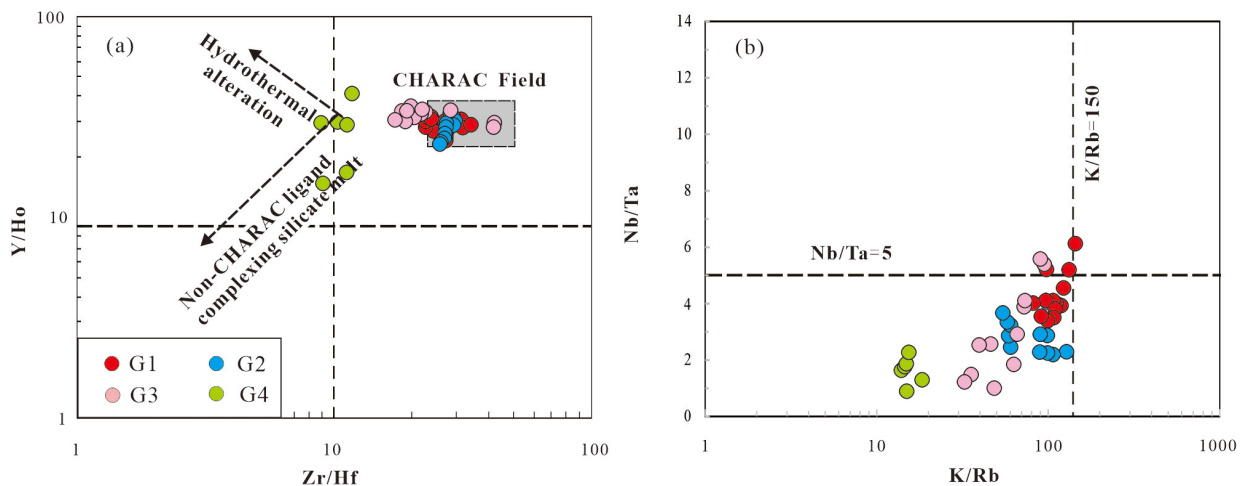 (a)
100
10
1
Y/Ho
Hydrothermal
alteration
CHARAC Field
Non-CHARAC ligand
complexing silicate melt
G1
G2
G3
G4
1
10
100
Zr/Hf
(b)
14
12
10
8
6
4
2
0
Nb/Ta
K/Rb=150
Nb/Ta=5
1
10
100
1000
K/Rb